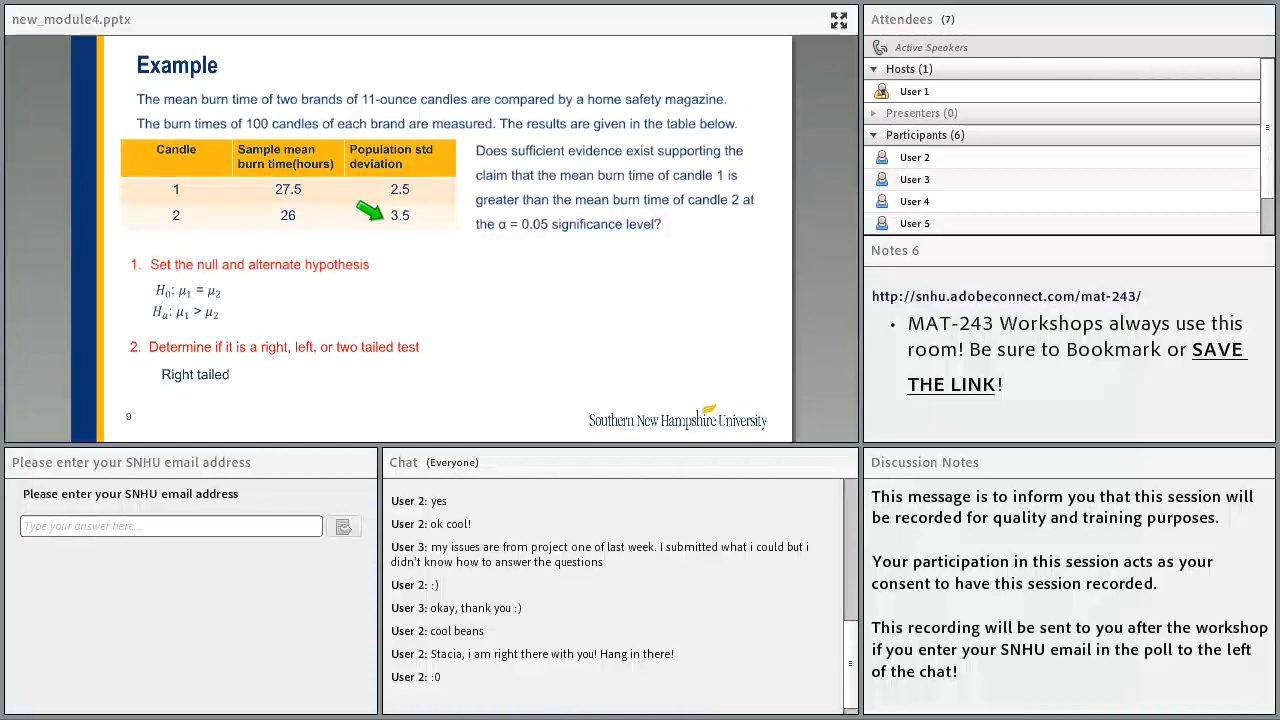 new_module4.pptx
Example
The mean burn time of two brands of 11-ounce candles are compared by a home safety magazine.
The burn times of 100 candles of each brand are measured. The results are given in the table below.
Candle Sample mean burn time(hours) Population std deviation
1 27.5 2.5
2 26 3.5
Does sufficient evidence exist supporting the
claim that the mean burn time of candle 1 is
greater than the mean burn time of candle 2 at
the α = 0.05 significance level?
1. Set the null and alternate hypothesis
H₀: μ₁ = μ₂
Hₐ: μ₁ > μ₂
2. Determine if it is a right, left, or two tailed test
Right tailed
9
Southern New Hampshire University
Attendees (7)
Active Speakers
Hosts (1)
User 1
Presenters (0)
Participants (6)
User 2
User 3
User 4
User 5
Notes 6
http://snhu.adobeconnect.com/mat-243/
• MAT-243 Workshops always use this
room! Be sure to Bookmark or SAVE
THE LINK!
Please enter your SNHU email address
Please enter your SNHU email address
Type your answer here...
Chat (Everyone)
User 2: yes
User 2: ok cool!
User 3: my issues are from project one of last week. I submitted what i could but i
didn't know how to answer the questions
User 2: :)
User 3: okay, thank you :)
User 2: cool beans
User 2: Stacia, i am right there with you! Hang in there!
User 2: :0
Discussion Notes
This message is to inform you that this session will
be recorded for quality and training purposes.
Your participation in this session acts as your
consent to have this session recorded.
This recording will be sent to you after the workshop
if you enter your SNHU email in the poll to the left
of the chat!